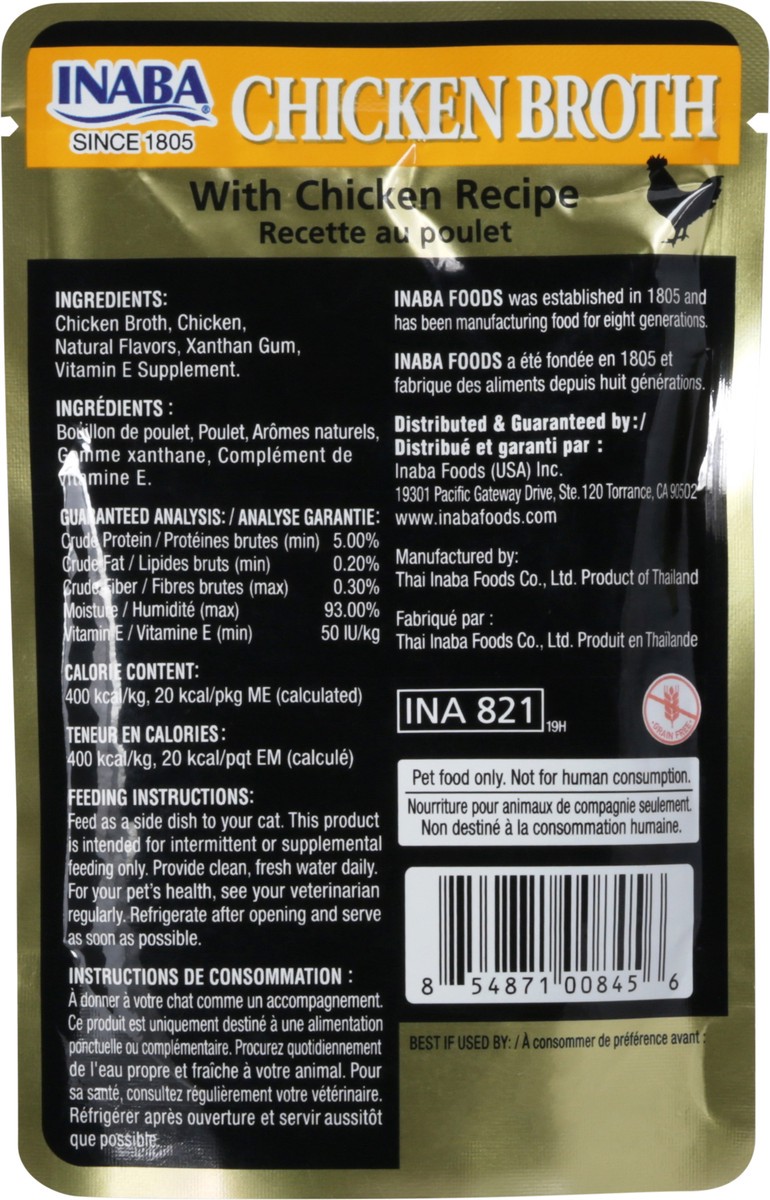 INABA
SINCE 1805
CHICKEN BROTH
With Chicken Recipe
Recette au poulet
INGREDIENTS:
Chicken Broth, Chicken,
Natural Flavors, Xanthan Gum,
Vitamin E Supplement.
INGRÉDIENTS :
Bouillon de poulet, Poulet, Arômes naturels,
Gomme xanthane, Complément de
vitamine E.
GUARANTEED ANALYSIS: / ANALYSE GARANTIE:
Crude Protein / Protéines brutes (min) 5.00%
Crude Fat / Lipides bruts (min) 0.20%
Crude Fiber / Fibres brutes (max) 0.30%
Moisture / Humidité (max) 93.00%
Vitamin E / Vitamine E (min) 50 IU/kg
CALORIE CONTENT:
400 kcal/kg, 20 kcal/pkg ME (calculated)
TENEUR EN CALORIES :
400 kcal/kg, 20 kcal/pqt EM (calculé)
FEEDING INSTRUCTIONS:
Feed as a side dish to your cat. This product
is intended for intermittent or supplemental
feeding only. Provide clean, fresh water daily.
For your pet's health, see your veterinarian
regularly. Refrigerate after opening and serve
as soon as possible.
INSTRUCTIONS DE CONSOMMATION :
À donner à votre chat comme un accompagnement.
Ce produit est uniquement destiné à une alimentation
ponctuelle ou complémentaire. Procurez quotidiennement
de l'eau propre et fraîche à votre animal. Pour
sa santé, consultez régulièrement votre vétérinaire.
Réfrigérer après ouverture et servir aussitôt
que possible.
INABA FOODS was established in 1805 and
has been manufacturing food for eight generations.
INABA FOODS a été fondée en 1805 et
fabrique des aliments depuis huit générations.
Distributed & Guaranteed by: /
Distribué et garanti par :
Inaba Foods (USA) Inc.
19301 Pacific Gateway Drive, Ste. 120 Torrance, CA 90502
www.inabafoods.com
Manufactured by:
Thai Inaba Foods Co., Ltd. Product of Thailand
Fabriqué par :
Thai Inaba Foods Co., Ltd. Produit en Thaïlande
INA 821 19H
GRAIN FREE
Pet food only. Not for human consumption.
Nourriture pour animaux de compagnie seulement.
Non destiné à la consommation humaine.
8 54871 00845 6
BEST IF USED BY: / À consommer de préférence avant :